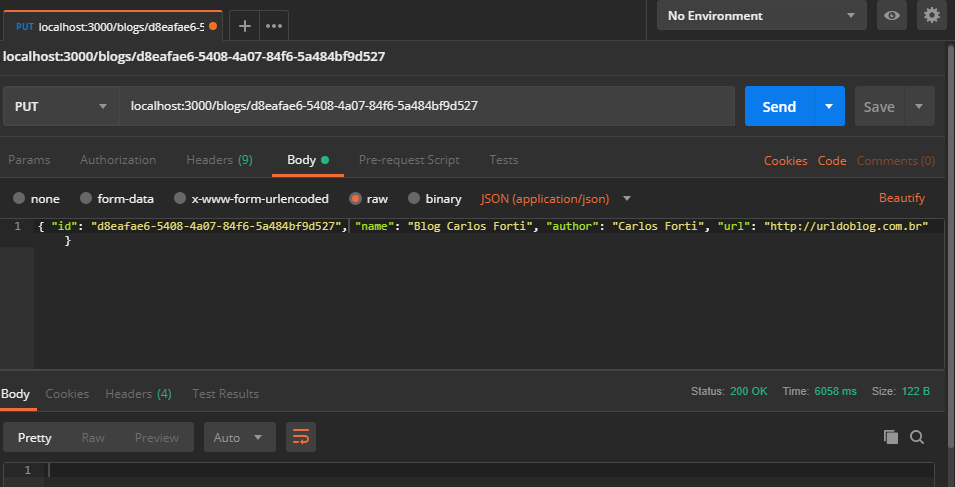 PUT localhost:3000/blogs/d8eafae6-5 + ••• No Environment
localhost:3000/blogs/d8eafae6-5408-4a07-84f6-5a484bf9d527
PUT localhost:3000/blogs/d8eafae6-5408-4a07-84f6-5a484bf9d527 Send Save
Params Authorization Headers (9) Body Pre-request Script Tests Cookies Code Comments (0)
none form-data x-www-form-urlencoded raw binary JSON (application/json) Beautify
1 { "id": "d8eafae6-5408-4a07-84f6-5a484bf9d527", "name": "Blog Carlos Forti", "author": "Carlos Forti", "url": "http://urldoblog.com.br"
}
Body Cookies Headers (4) Test Results Status: 200 OK Time: 6058 ms Size: 122 B
Pretty Raw Preview Auto
1